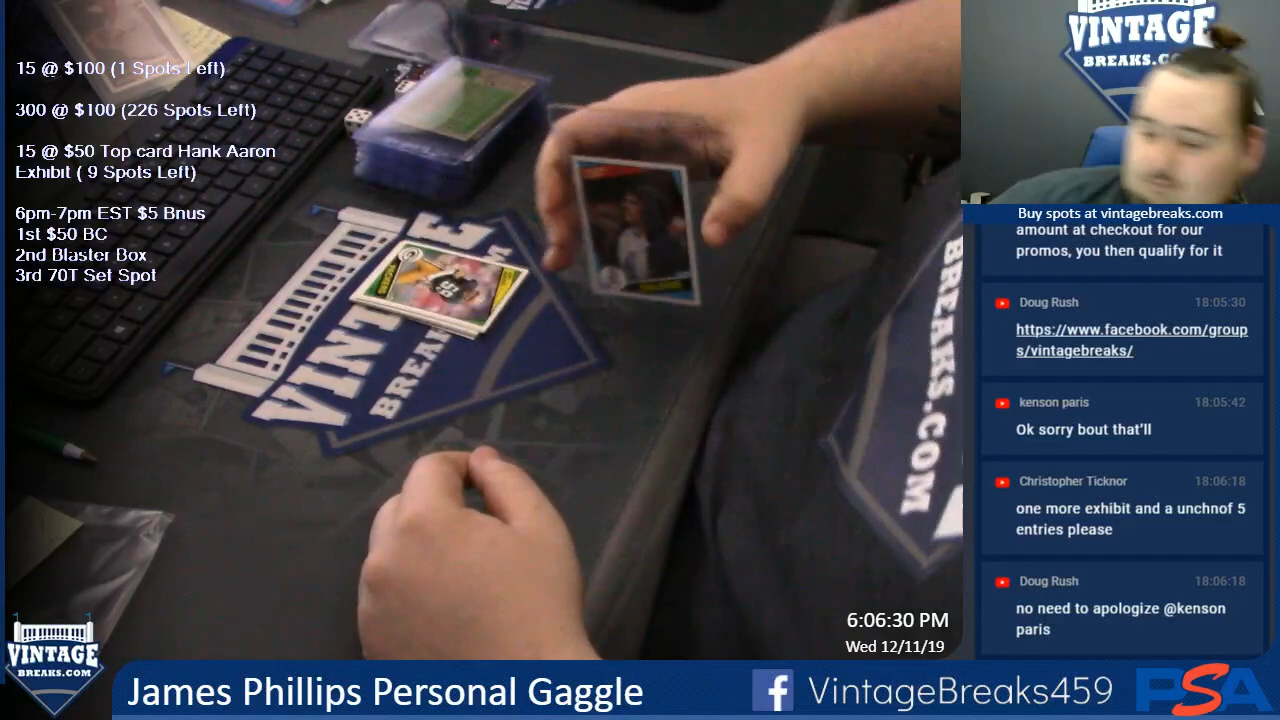 15 @ $100 (1 Spots Left)
300 @ $100 (226 Spots Left)
15 @ $50 Top card Hank Aaron
Exhibit ( 9 Spots Left)
6pm-7pm EST $5 Bnus
1st $50 BC
2nd Blaster Box
3rd 70T Set Spot
VINTAGE
BREAKS.COM
Buy spots at vintagebreaks.com
amount at checkout for our
promos, you then qualify for it
Doug Rush 18:05:30
https://www.facebook.com/group
s/vintagebreaks/
kenson paris 18:05:42
Ok sorry bout that'll
Christopher Ticknor 18:06:18
one more exhibit and a unchnof 5
entries please
Doug Rush 18:06:18
no need to apologize @kenson
paris
PACKERS
BREAKS.COM
6:06:30 PM
Wed 12/11/19
VINTAGE
BREAKS.COM
James Phillips Personal Gaggle
f VintageBreaks459
PSA